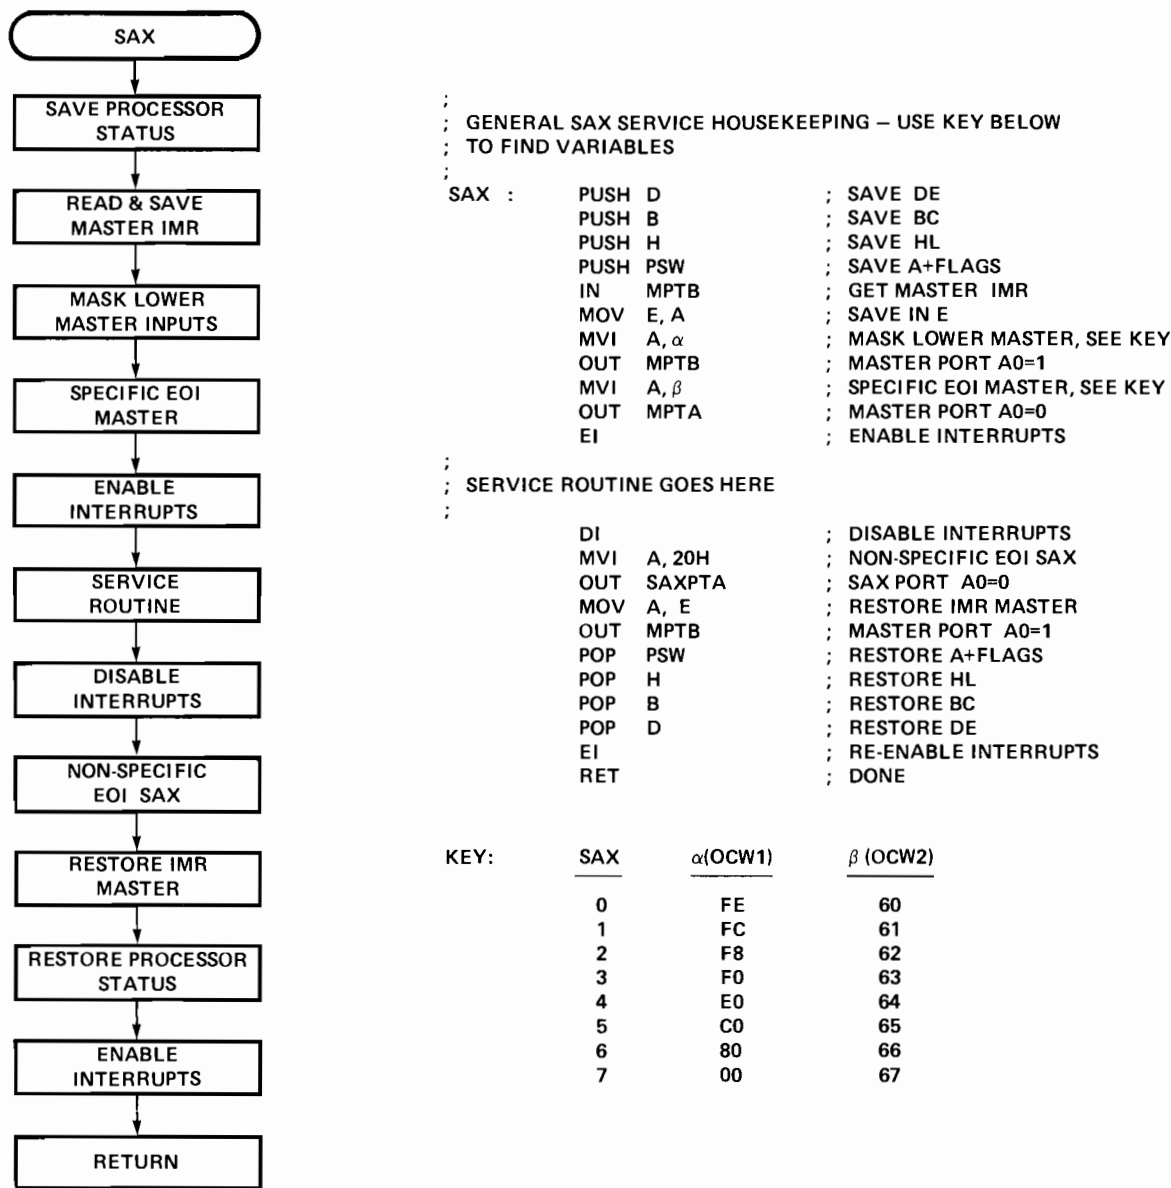 SAX
SAVE PROCESSOR
STATUS
READ & SAVE
MASTER IMR
MASK LOWER
MASTER INPUTS
SPECIFIC EOI
MASTER
ENABLE
INTERRUPTS
SERVICE
ROUTINE
DISABLE
INTERRUPTS
NON-SPECIFIC
EOI SAX
RESTORE IMR
MASTER
RESTORE PROCESSOR
STATUS
ENABLE
INTERRUPTS
RETURN
;
; GENERAL SAX SERVICE HOUSEKEEPING – USE KEY BELOW
; TO FIND VARIABLES
;
SAX : PUSH D ; SAVE DE
PUSH B ; SAVE BC
PUSH H ; SAVE HL
PUSH PSW ; SAVE A+FLAGS
IN MPTB ; GET MASTER IMR
MOV E, A ; SAVE IN E
MVI A, α ; MASK LOWER MASTER, SEE KEY
OUT MPTB ; MASTER PORT A0=1
MVI A, β ; SPECIFIC EOI MASTER, SEE KEY
OUT MPTA ; MASTER PORT A0=0
EI ; ENABLE INTERRUPTS
;
; SERVICE ROUTINE GOES HERE
;
DI ; DISABLE INTERRUPTS
MVI A, 20H ; NON-SPECIFIC EOI SAX
OUT SAXPTA ; SAX PORT A0=0
MOV A, E ; RESTORE IMR MASTER
OUT MPTB ; MASTER PORT A0=1
POP PSW ; RESTORE A+FLAGS
POP H ; RESTORE HL
POP B ; RESTORE BC
POP D ; RESTORE DE
EI ; RE-ENABLE INTERRUPTS
RET ; DONE
KEY: SAX α(OCW1) β (OCW2)
0 FE 60
1 FC 61
2 F8 62
3 F0 63
4 E0 64
5 C0 65
6 80 66
7 00 67